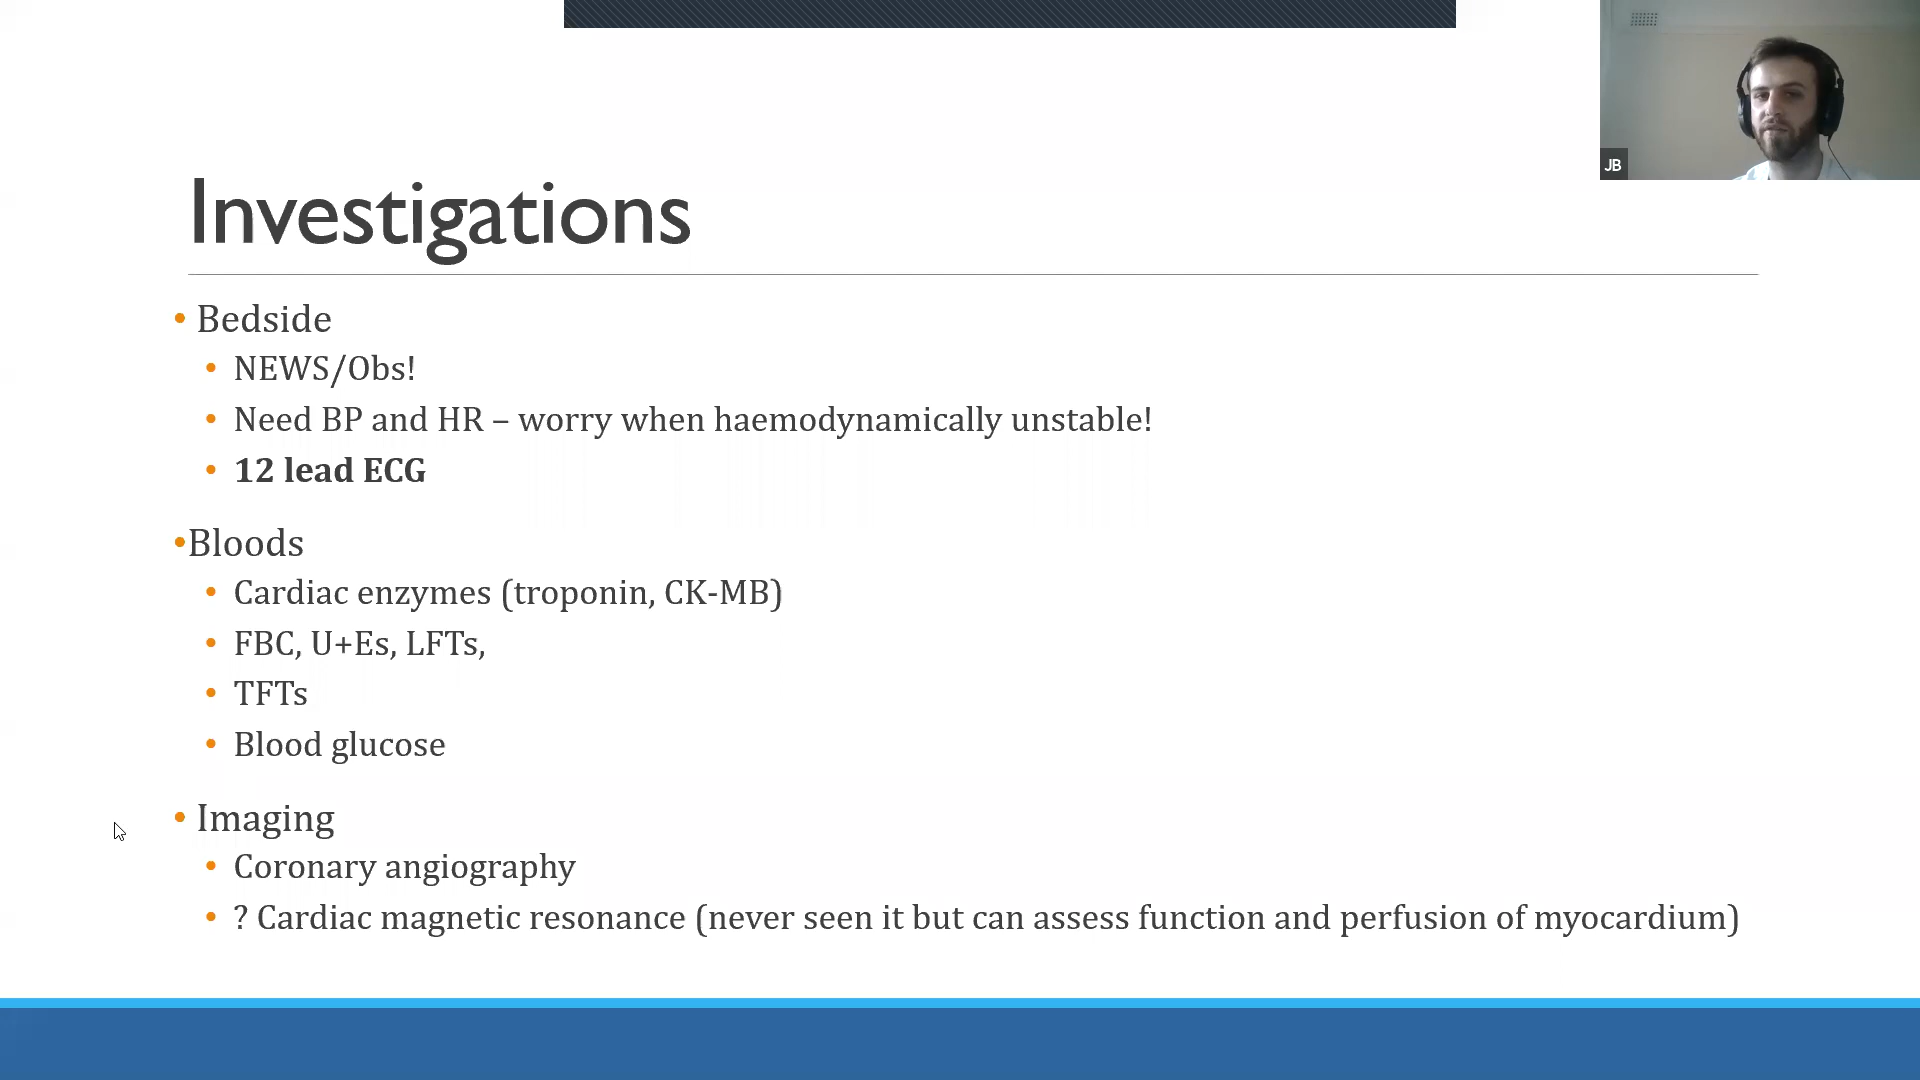 JB
Investigations
• Bedside
• NEWS/Obs!
• Need BP and HR – worry when haemodynamically unstable!
• 12 lead ECG
•Bloods
• Cardiac enzymes (troponin, CK-MB)
• FBC, U+Es, LFTs,
• TFTs
• Blood glucose
• Imaging
• Coronary angiography
• ? Cardiac magnetic resonance (never seen it but can assess function and perfusion of myocardium)